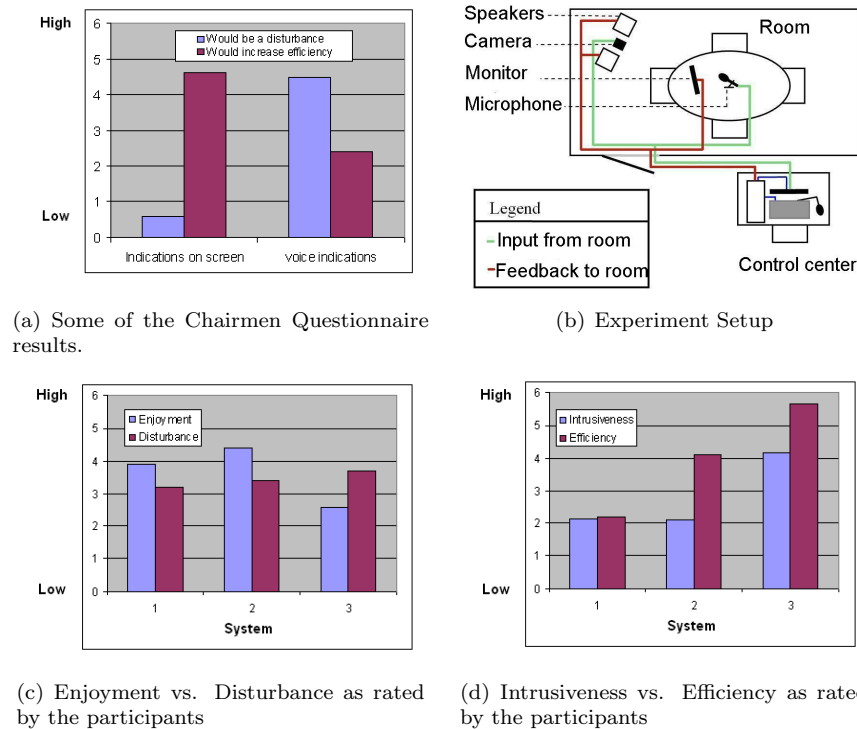 High
Low
6
5
4
3
2
1
0
Would be a disturbance
Would increase efficiency
Indications on screen voice indications
(a) Some of the Chairmen Questionnaire
results.
Speakers
Camera
Monitor
Microphone
Room
Legend
Input from room
Feedback to room
Control center
(b) Experiment Setup
High
Low
6
5
4
3
2
1
0
Enjoyment
Disturbance
1 2 3
System
(c) Enjoyment vs. Disturbance as rated
by the participants
High
Low
6
5
4
3
2
1
0
Intrusiveness
Efficiency
1 2 3
System
(d) Intrusiveness vs. Efficiency as rated
by the participants